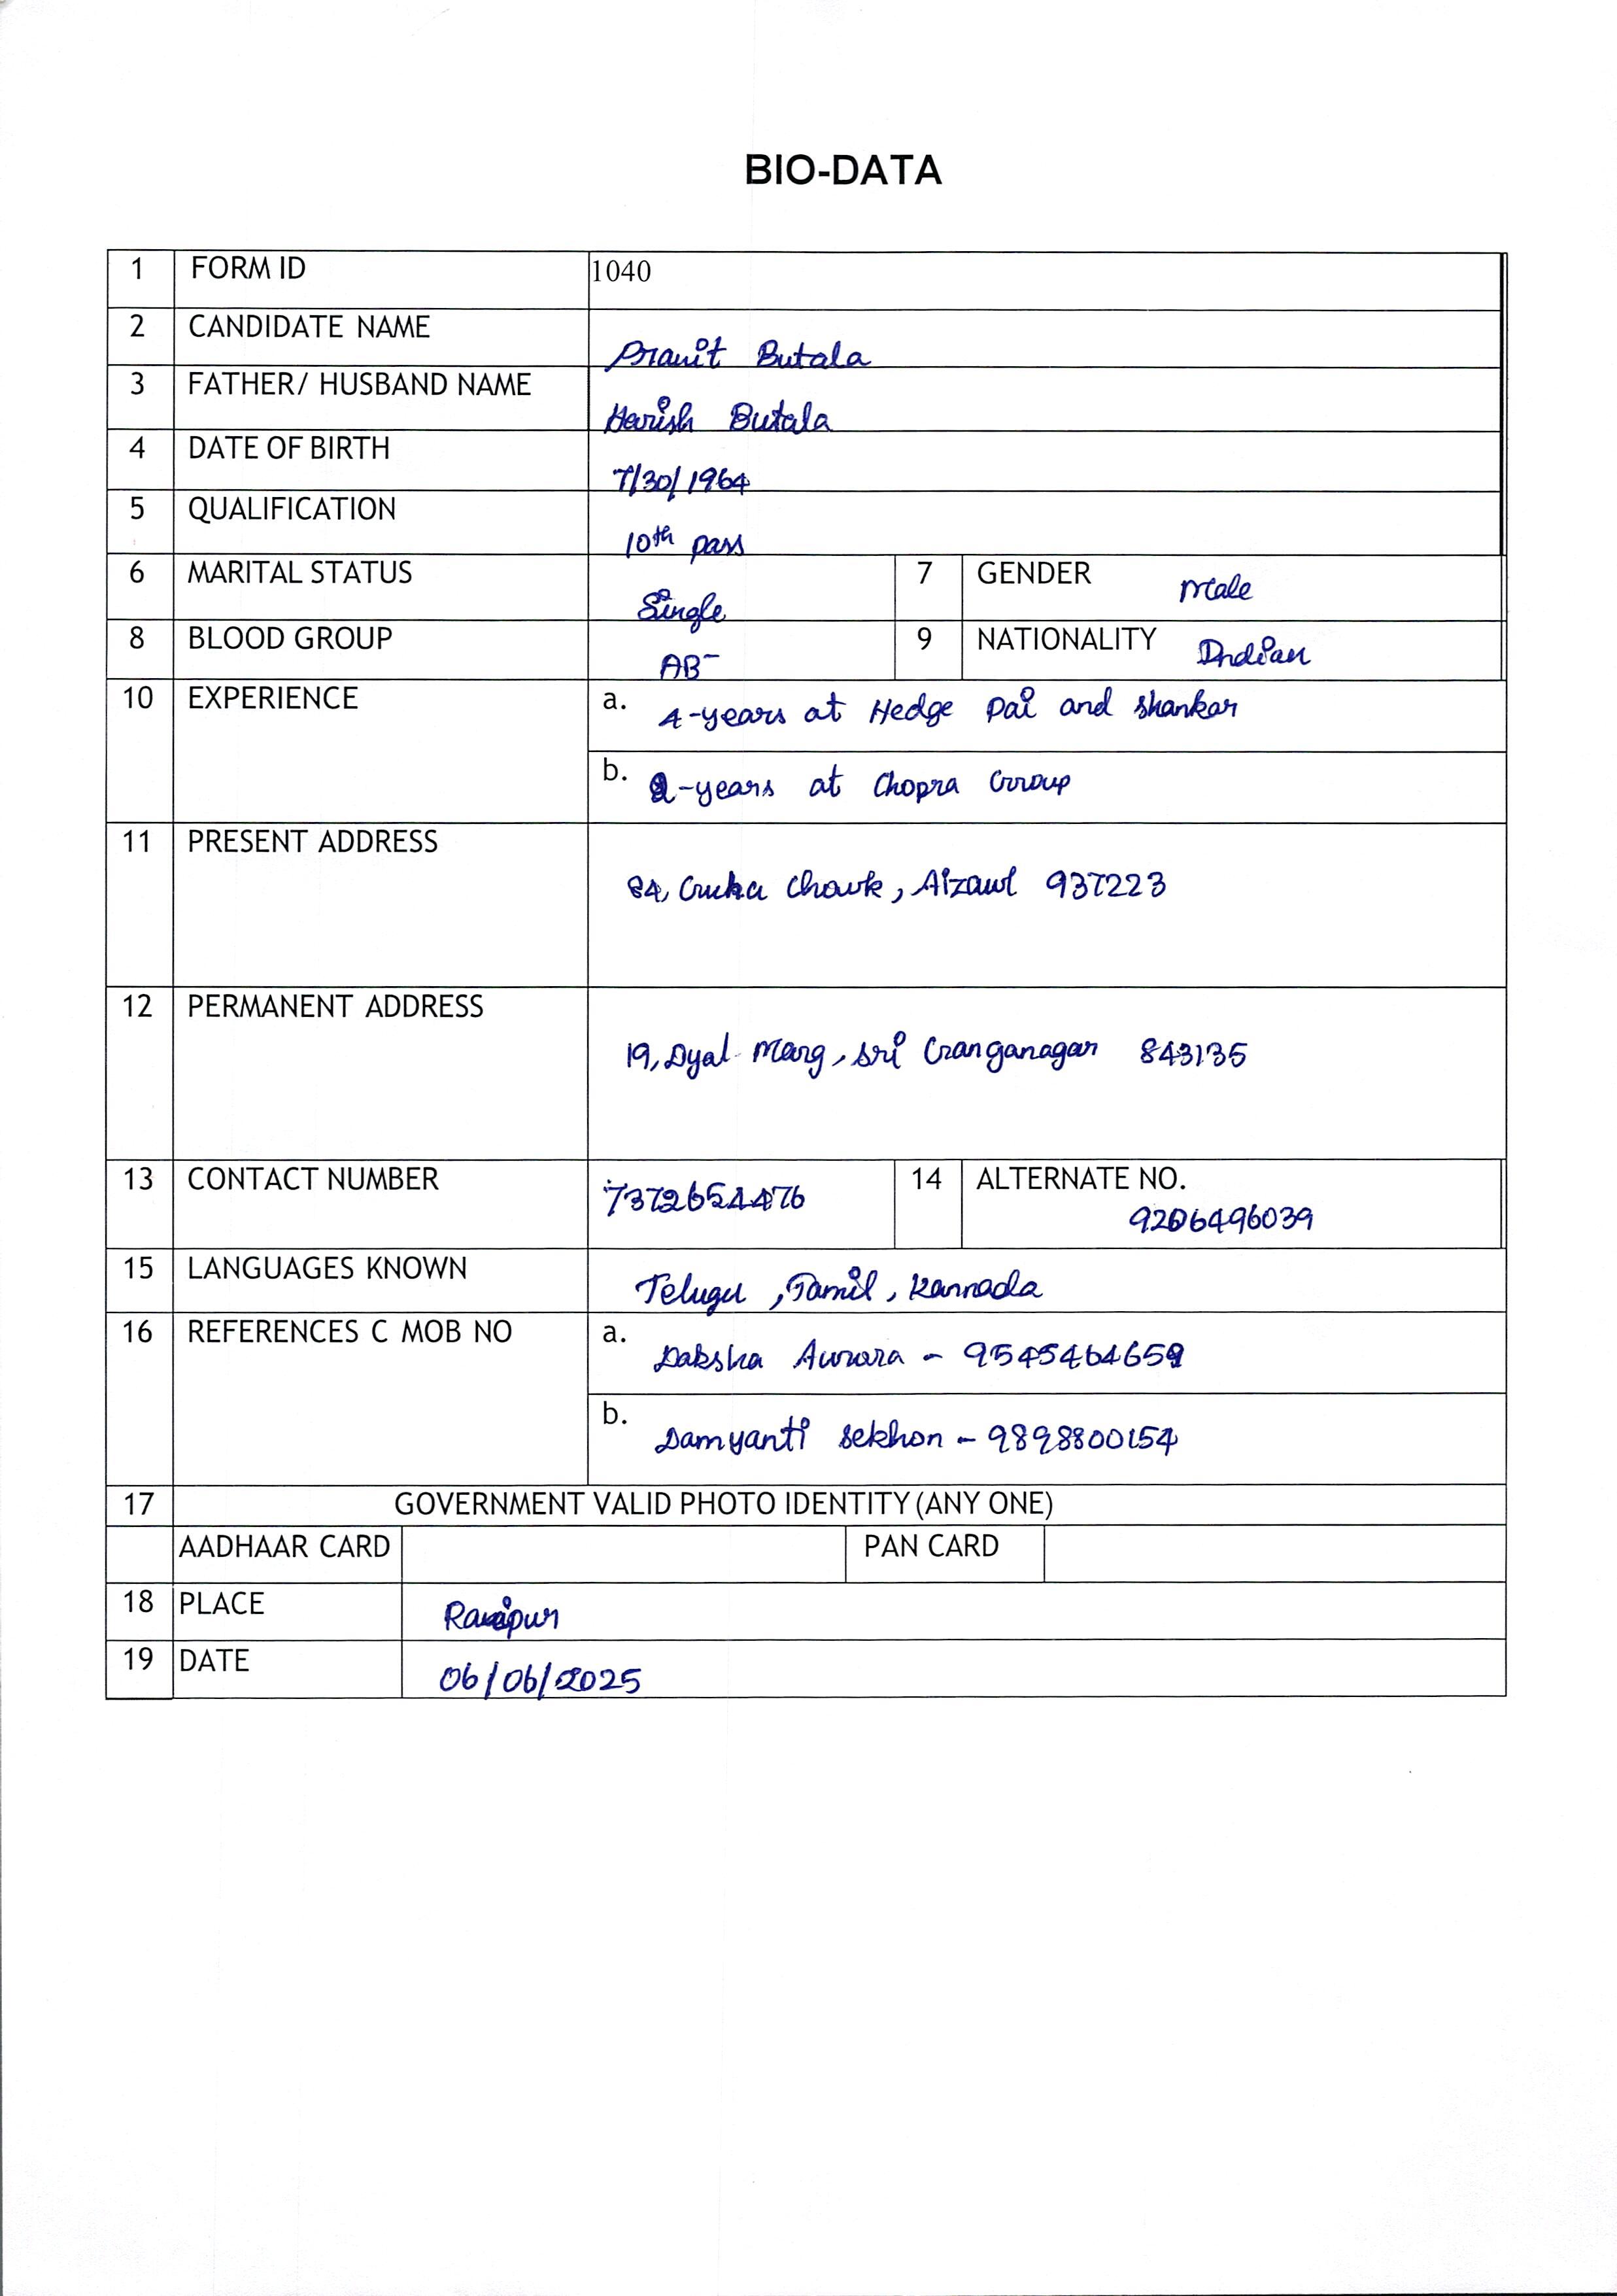 BIO-DATA
1 FORM ID 1040
2 CANDIDATE NAME Pranit Butala
3 FATHER/ HUSBAND NAME Harish Butala
4 DATE OF BIRTH 7/30/1964
5 QUALIFICATION 10th pass
6 MARITAL STATUS Single 7 GENDER Male
8 BLOOD GROUP AB- 9 NATIONALITY Indian
10 EXPERIENCE a. 4-years at Hedge Pai and Shankar
b. 2-years at Chopra Group
11 PRESENT ADDRESS
84, Guha Chowk, Aizawl 937223
12 PERMANENT ADDRESS
19, Dyal Marg, Sri Ganganagar 843135
13 CONTACT NUMBER 7372654476 14 ALTERNATE NO.
9206496039
15 LANGUAGES KNOWN Telugu, Tamil, Kannada
16 REFERENCES C MOB NO a. Daksha Aurora - 9545464659
b. Damyanti Sekhon - 9898800154
17 GOVERNMENT VALID PHOTO IDENTITY (ANY ONE)
AADHAAR CARD PAN CARD
18 PLACE
19 DATE 06/06/2025